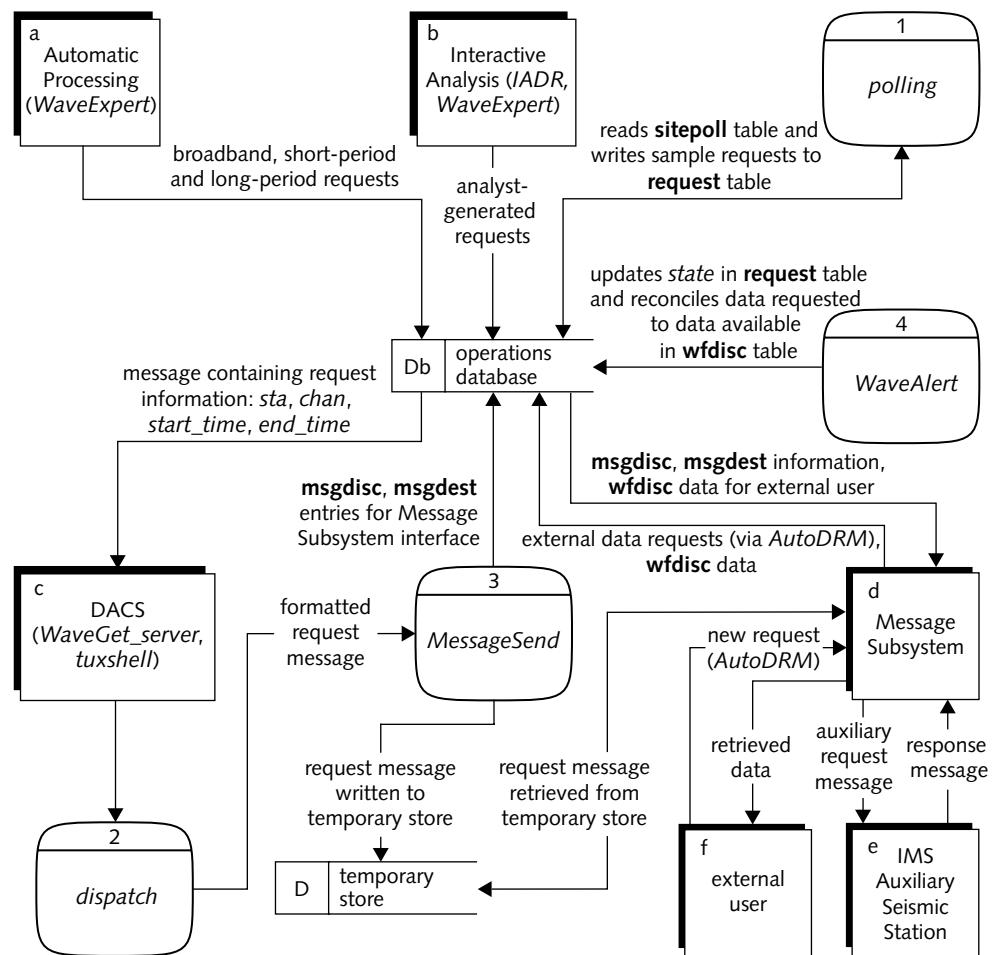 a
Automatic
Processing
(WaveExpert)
b
Interactive
Analysis (IADR,
WaveExpert)
1
polling
reads sitepoll table and
writes sample requests to
request table
broadband, short-period
and long-period requests
analyst-
generated
requests
updates state in request table
and reconciles data requested
to data available
in wfdisc table
4
WaveAlert
Db
operations
database
message containing request
information: sta, chan,
start_time, end_time
msgdisc, msgdest
entries for Message
Subsystem interface
msgdisc, msgdest information,
wfdisc data for external user
external data requests (via AutoDRM),
wfdisc data
c
DACS
(WaveGet_server,
tuxshell)
formatted
request
message
3
MessageSend
new request
(AutoDRM)
d
Message
Subsystem
request message
written to
temporary store
request message
retrieved from
temporary store
retrieved
data
auxiliary
request
message
response
message
2
dispatch
D
temporary
store
f
external
user
e
IMS
Auxiliary
Seismic
Station